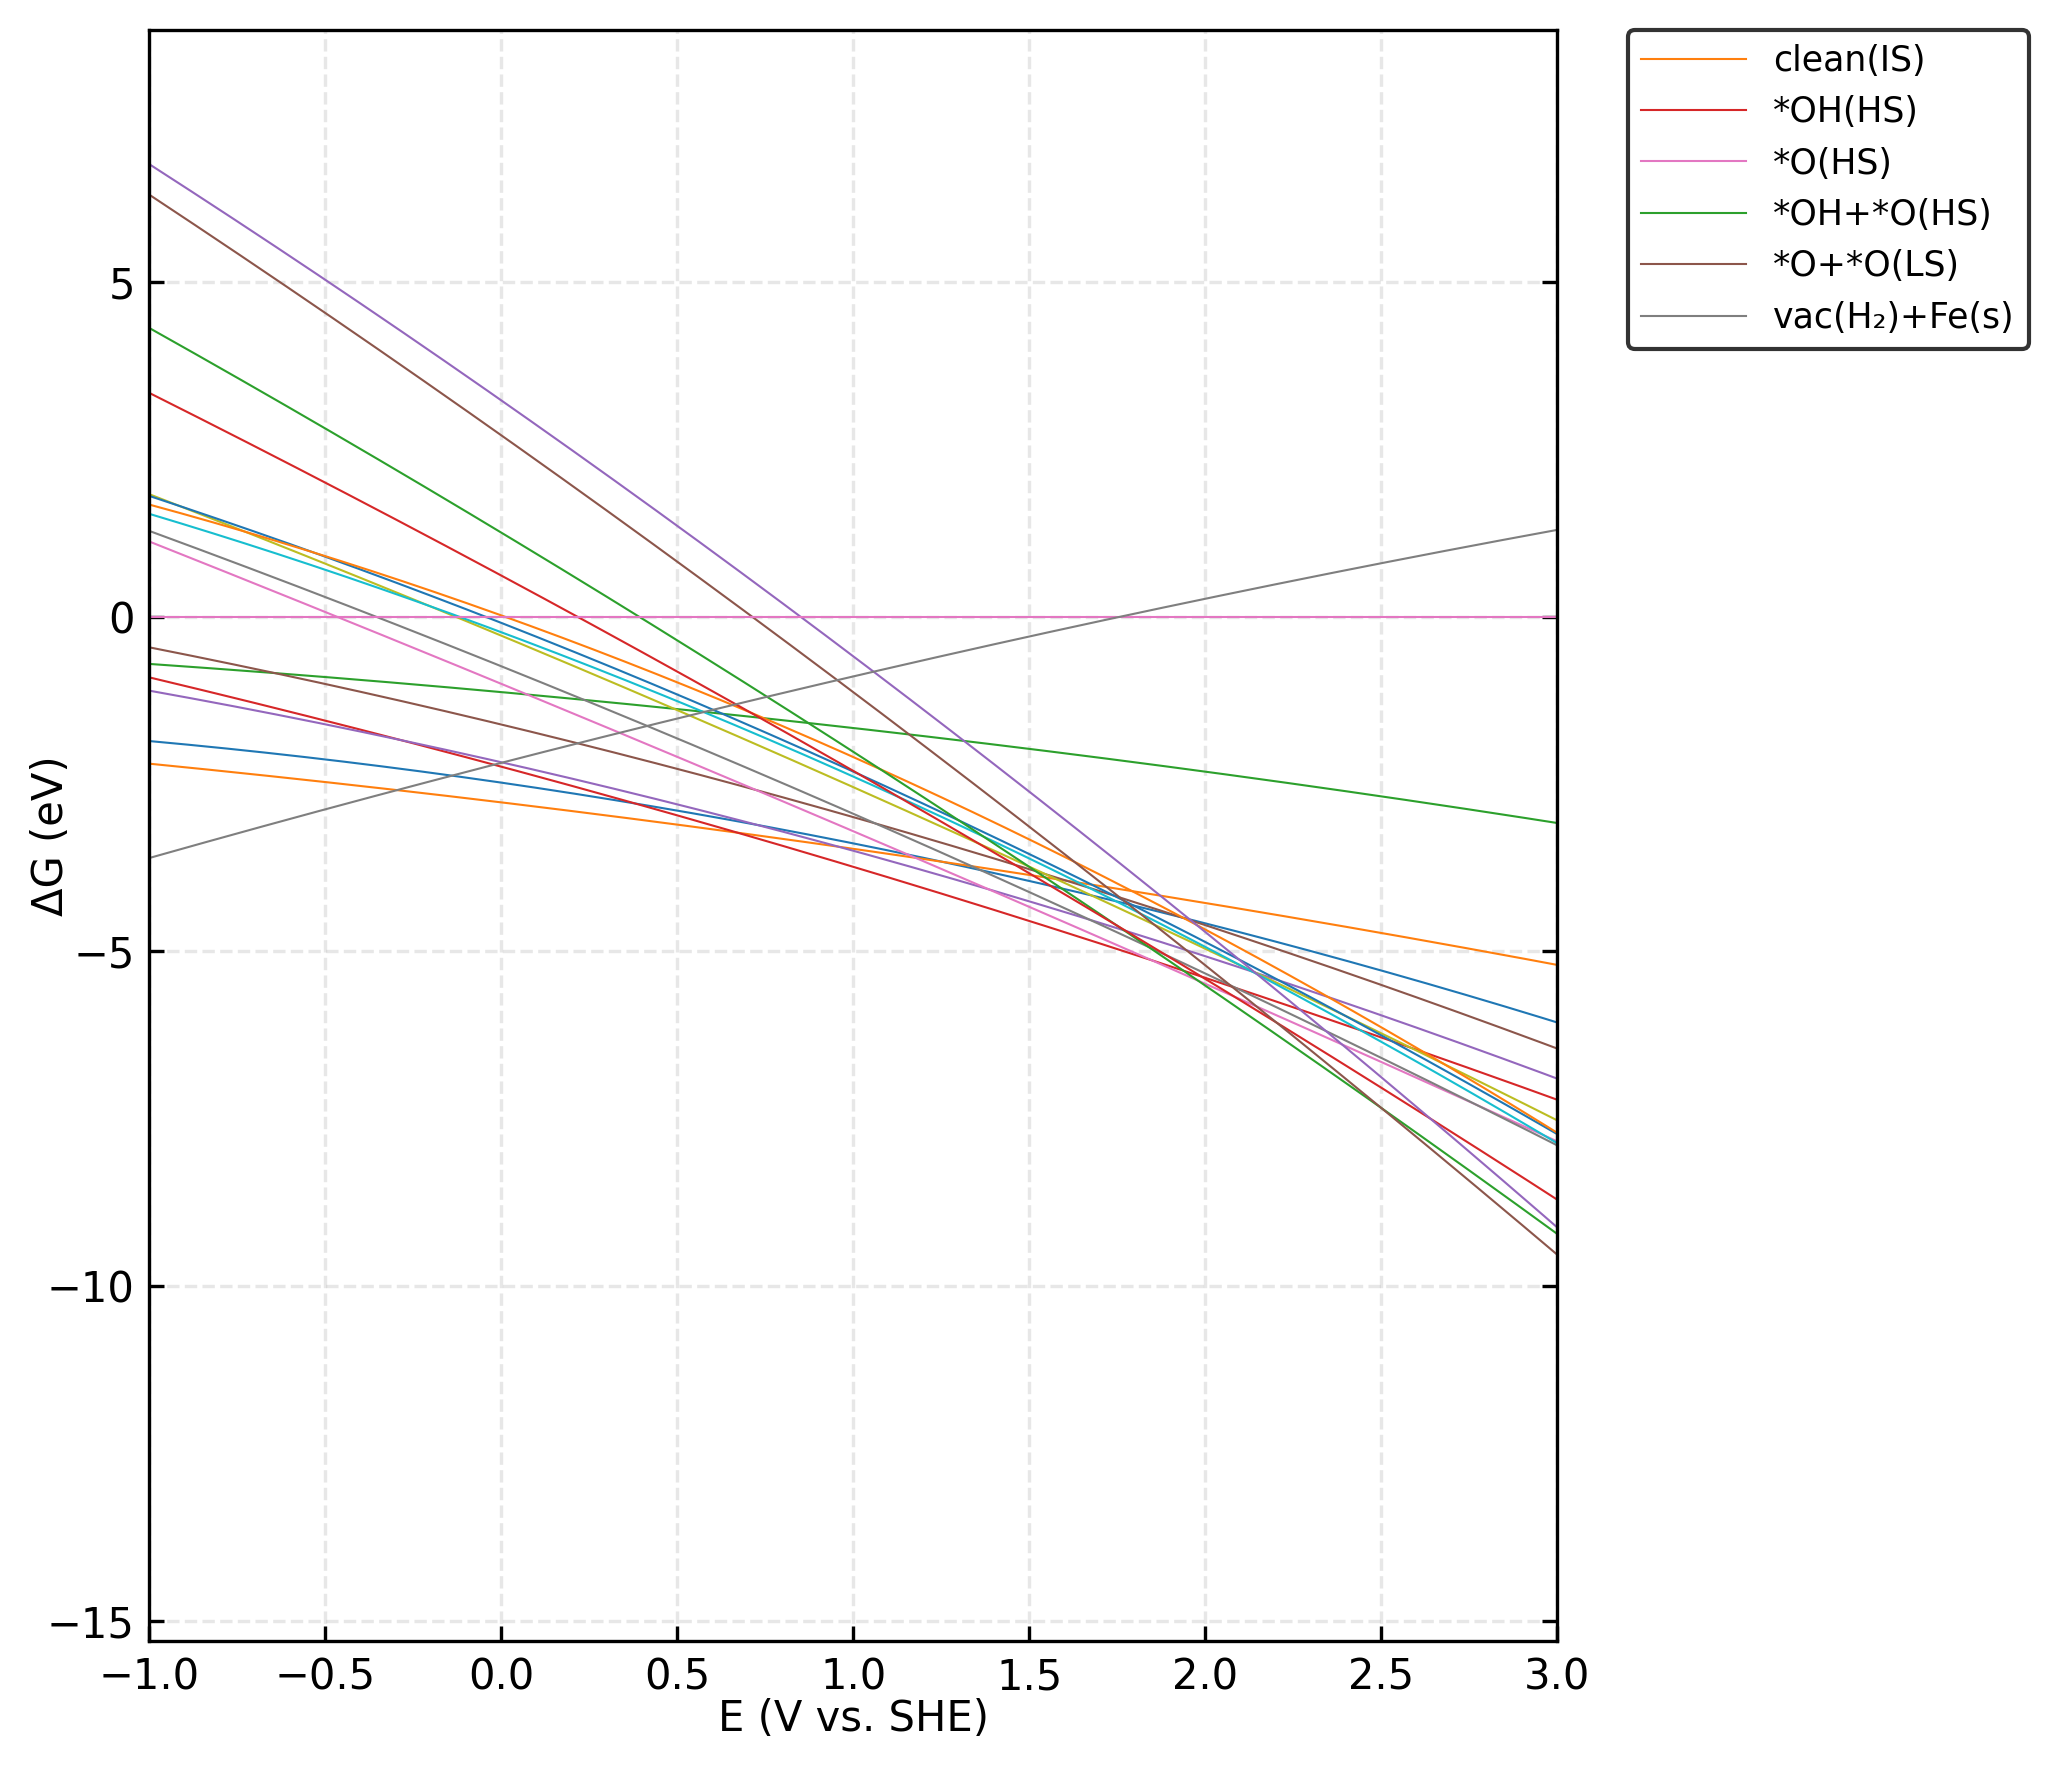 clean(IS)
*OH(HS)
*O(HS)
*OH+*O(HS)
*O+*O(LS)
vac(H₂)+Fe(s)
5
0
−5
−10
−15
ΔG (eV)
−1.0 −0.5 0.0 0.5 1.0 1.5 2.0 2.5 3.0
E (V vs. SHE)